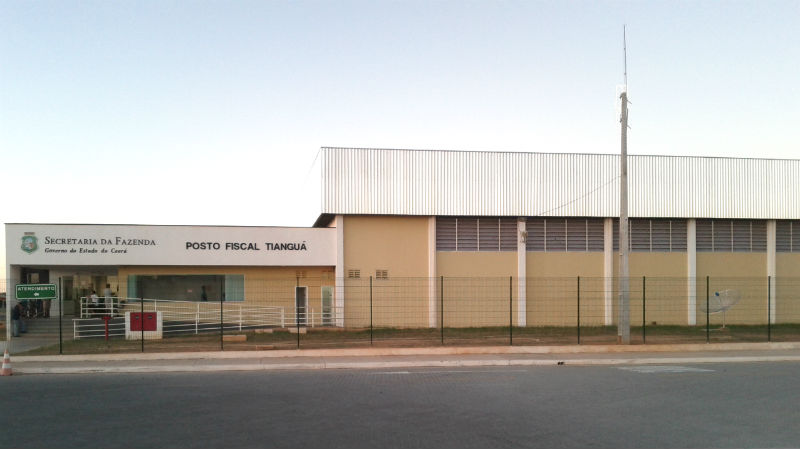 SECRETARIA DA FAZENDA
Governo do Estado do Ceará
POSTO FISCAL TIANGUÁ
ATENDIMENTO